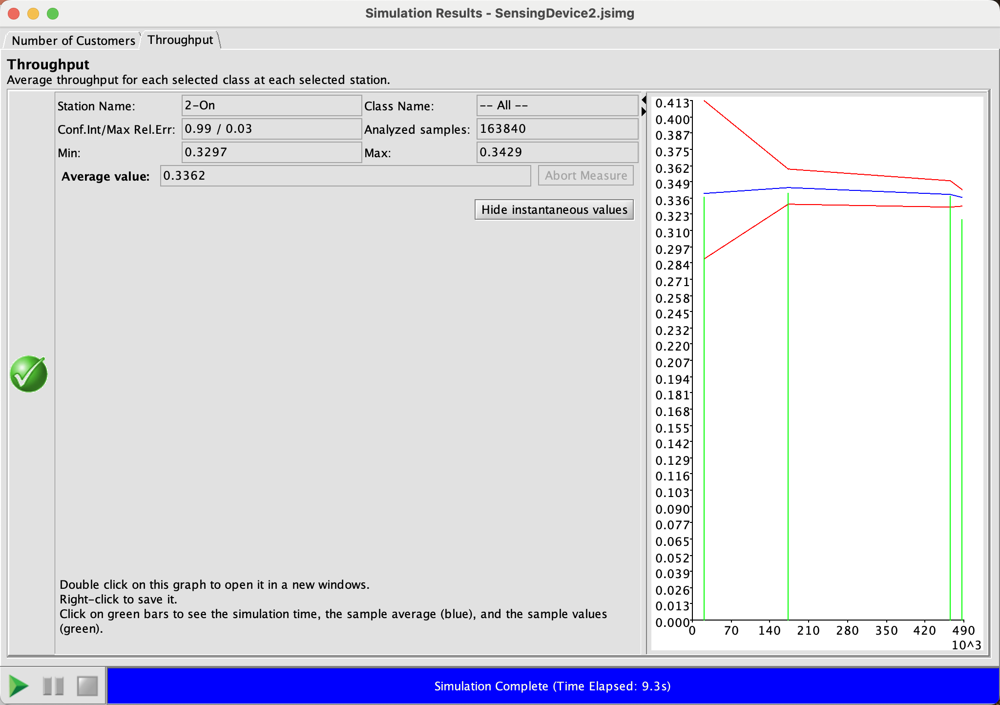 Simulation Results - SensingDevice2.jsimg
Number of Customers Throughput
Throughput
Average throughput for each selected class at each selected station.
Station Name: 2-On Class Name: -- All --
Conf.Int/Max Rel.Err: 0.99 / 0.03 Analyzed samples: 163840
Min: 0.3297 Max: 0.3429
Average value: 0.3362 Abort Measure
Hide instantaneous values
Double click on this graph to open it in a new windows.
Right-click to save it.
Click on green bars to see the simulation time, the sample average (blue), and the sample values
(green).
0.413
0.400
0.387
0.375
0.362
0.349
0.336
0.323
0.310
0.297
0.284
0.271
0.258
0.245
0.232
0.220
0.207
0.194
0.181
0.168
0.155
0.142
0.129
0.116
0.103
0.090
0.077
0.065
0.052
0.039
0.026
0.013
0.000
0 70 140 210 280 350 420 490
10^3
Simulation Complete (Time Elapsed: 9.3s)